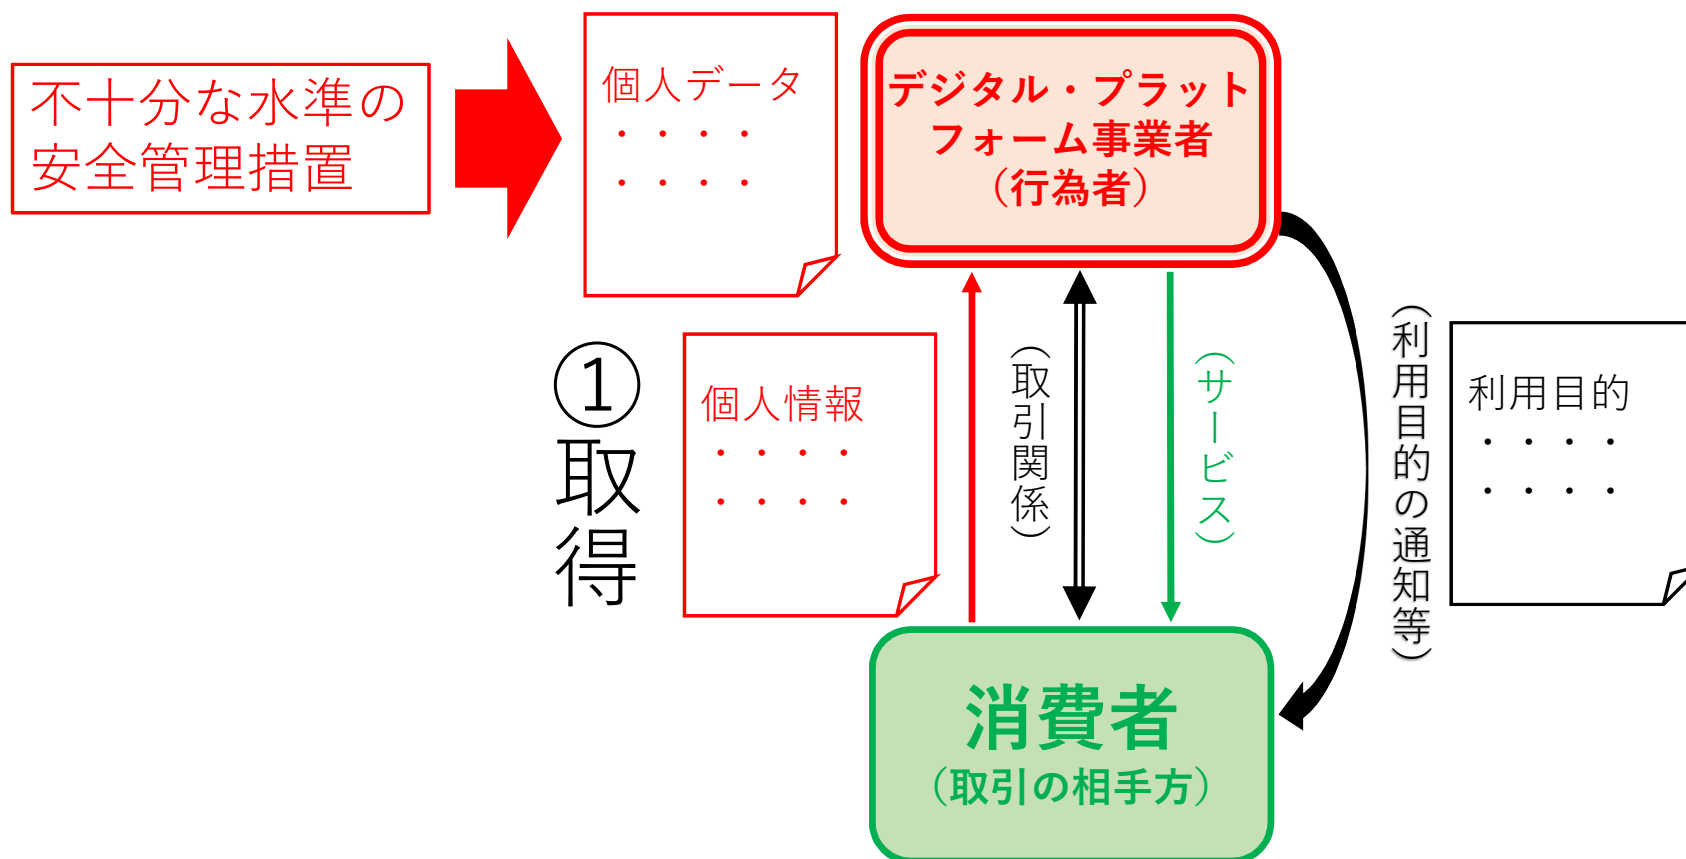 不十分な水準の
安全管理措置
個人データ
・・・・
・・・・
デジタル・プラット
フォーム事業者
（行為者）
①取得
個人情報
・・・・
・・・・
（取引関係）
（サービス）
（利用目的の通知等）
利用目的
・・・・
・・・・
消費者
（取引の相手方）